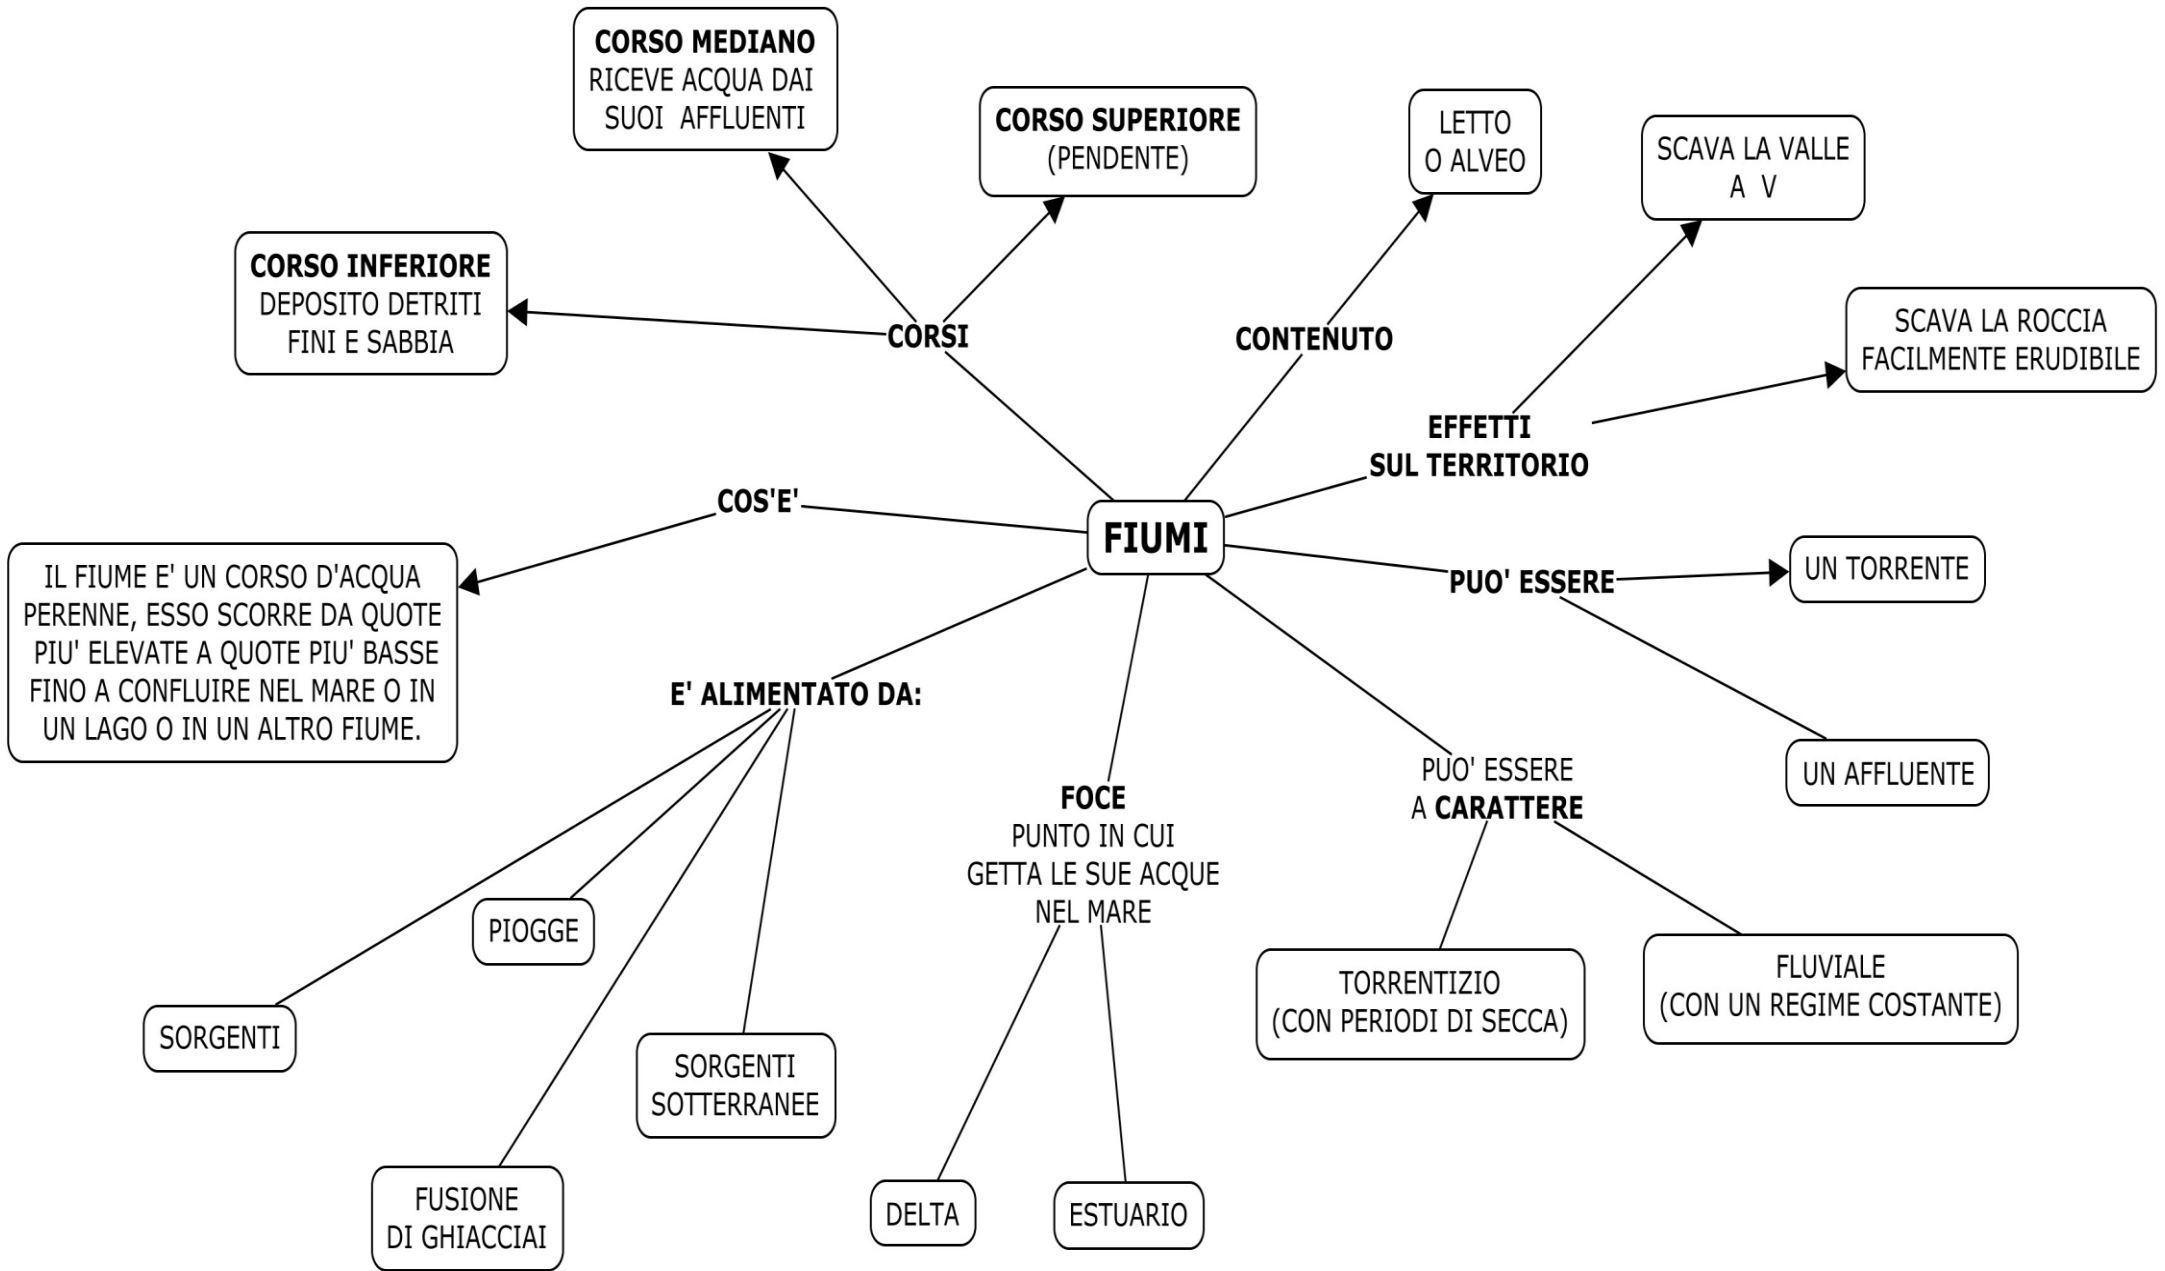 CORSO MEDIANO
RICEVE ACQUA DAI
SUOI AFFLUENTI
CORSO SUPERIORE
(PENDENTE)
LETTO
O ALVEO
SCAVA LA VALLE
A V
CORSO INFERIORE
DEPOSITO DETRITI
FINI E SABBIA
SCAVA LA ROCCIA
FACILMENTE ERUDIBILE
CORSI
CONTENUTO
EFFETTI
SUL TERRITORIO
COS'E'
FIUMI
IL FIUME E' UN CORSO D'ACQUA
PERENNE, ESSO SCORRE DA QUOTE
PIU' ELEVATE A QUOTE PIU' BASSE
FINO A CONFLUIRE NEL MARE O IN
UN LAGO O IN UN ALTRO FIUME.
PUO' ESSERE
UN TORRENTE
UN AFFLUENTE
E' ALIMENTATO DA:
FOCE
PUNTO IN CUI
GETTA LE SUE ACQUE
NEL MARE
PUO' ESSERE
A CARATTERE
PIOGGE
SORGENTI
SORGENTI
SOTTERRANEE
FUSIONE
DI GHIACCIAI
DELTA
ESTUARIO
TORRENTIZIO
(CON PERIODI DI SECCA)
FLUVIALE
(CON UN REGIME COSTANTE)